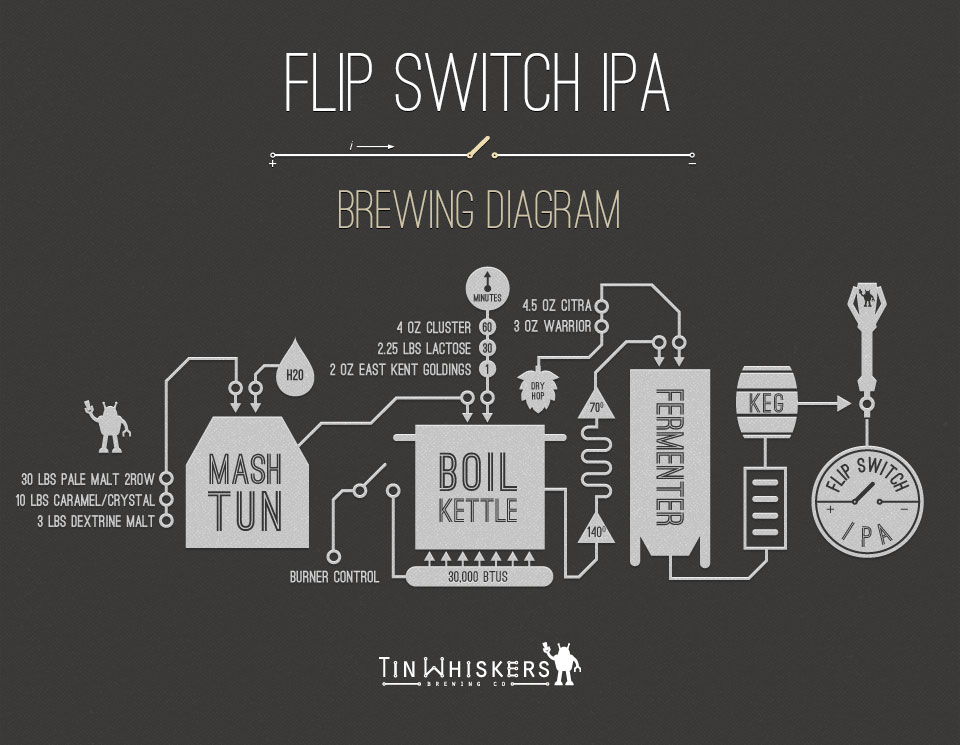 FLIP SWITCH IPA
i
+ −
BREWING DIAGRAM
MINUTES
4 OZ CLUSTER 60
2.25 LBS LACTOSE 30
2 OZ EAST KENT GOLDINGS 1
4.5 OZ CITRA
3 OZ WARRIOR
H2O
DRY
HOP
70°
140°
KEG
30 LBS PALE MALT 2ROW
10 LBS CARAMEL/CRYSTAL
3 LBS DEXTRINE MALT
MASH
TUN
BOIL
KETTLE
FERMENTER
BURNER CONTROL
30,000 BTUS
FLIP SWITCH
+ −
IPA
TIN WHISKERS
BREWING CO